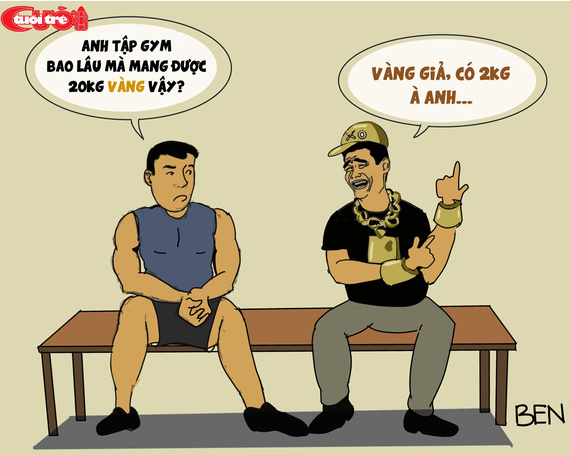 CƯỜI
tuổi trẻ
ANH TẬP GYM
BAO LÂU MÀ MANG ĐƯỢC
20KG VÀNG VẬY?
VÀNG GIẢ, CÓ 2KG
À ANH...
BEN